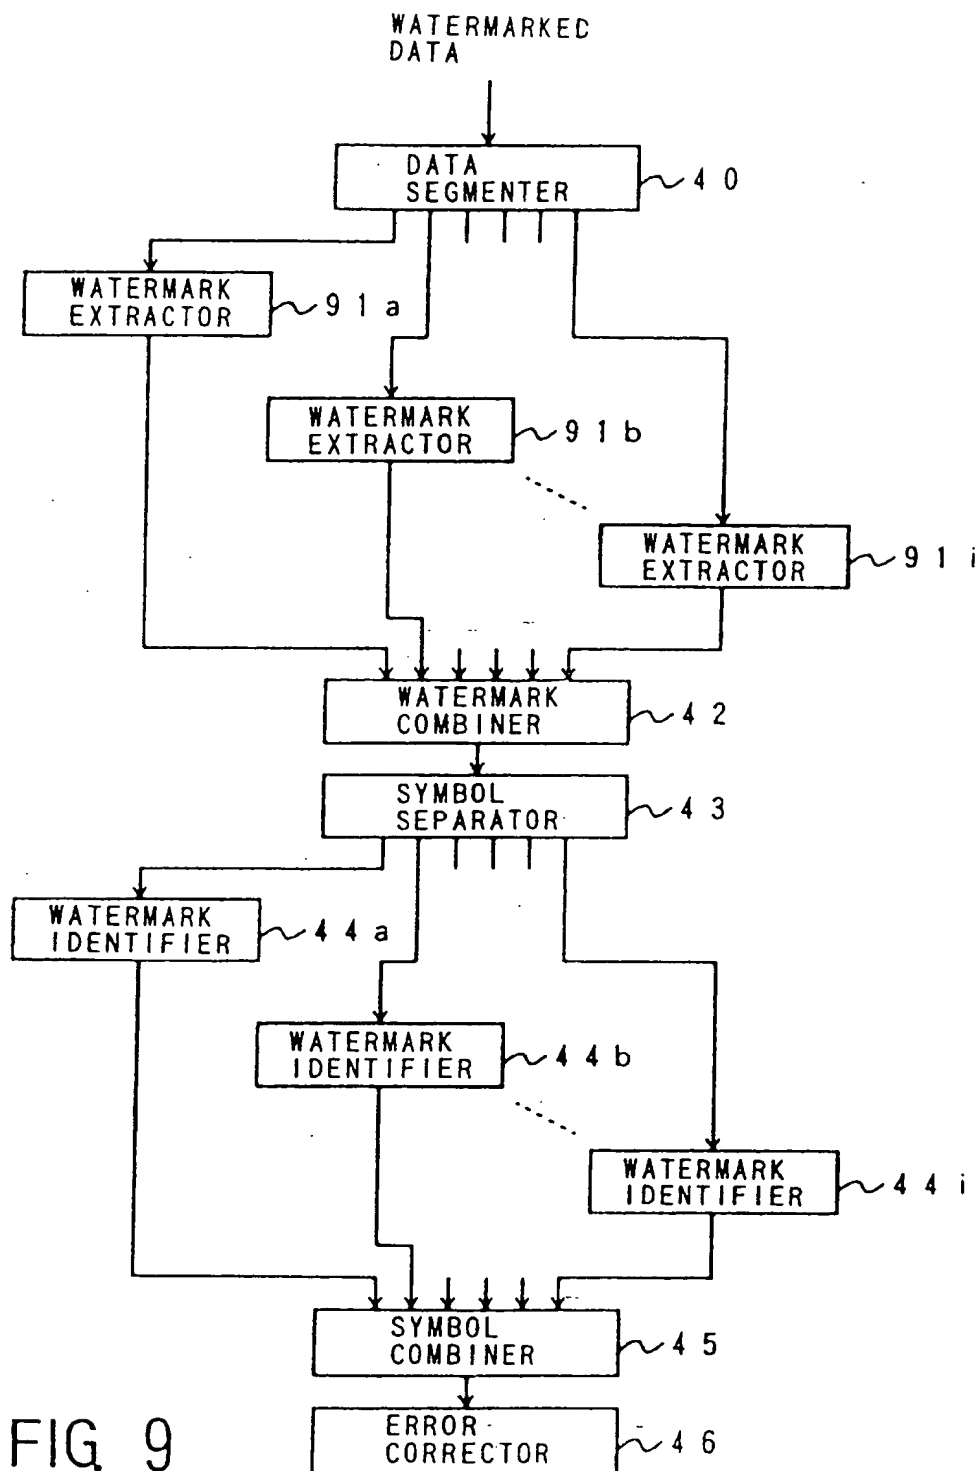 WATERMARKED
DATA
DATA
SEGMENTER
40
WATERMARK
EXTRACTOR
91a
WATERMARK
EXTRACTOR
91b
WATERMARK
EXTRACTOR
91i
WATERMARK
COMBINER
42
SYMBOL
SEPARATOR
43
WATERMARK
IDENTIFIER
44a
WATERMARK
IDENTIFIER
44b
WATERMARK
IDENTIFIER
44i
SYMBOL
COMBINER
45
ERROR
CORRECTOR
46
FIG. 9